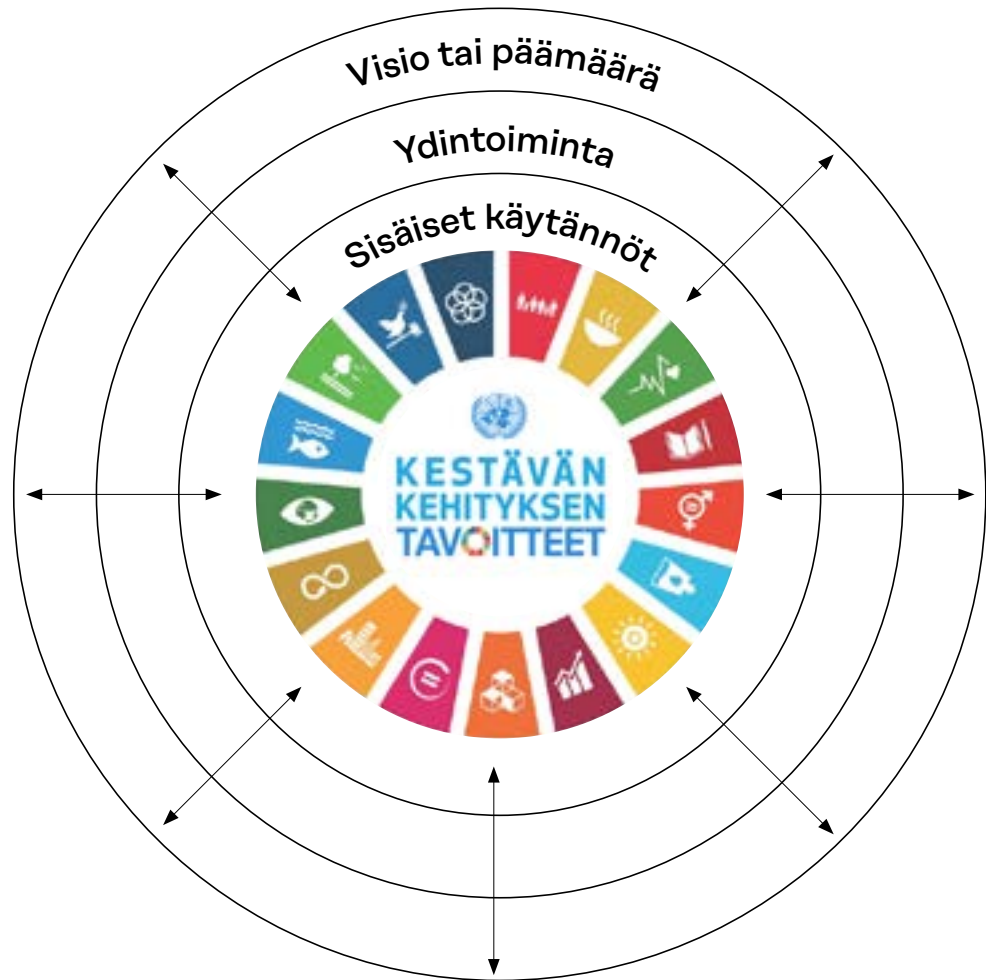 Visio tai päämäärä
Ydintoiminta
Sisäiset käytännöt
KESTÄVÄN
KEHITYKSEN
TAVOITTEET